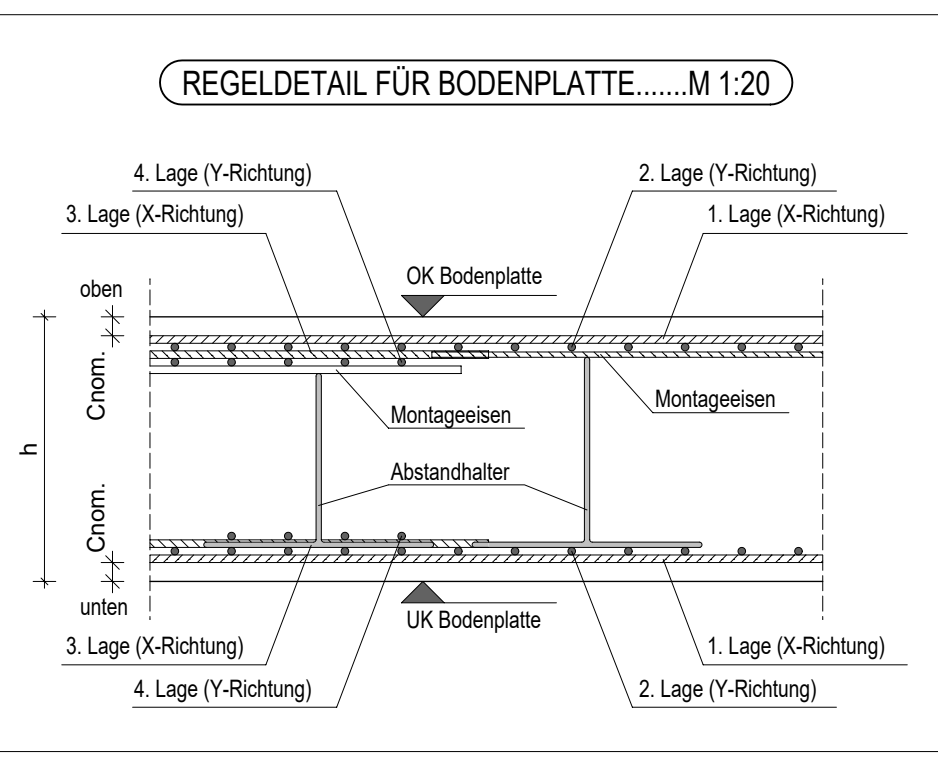 REGELDETAIL FÜR BODENPLATTE.......M 1:20
4. Lage (Y-Richtung)
2. Lage (Y-Richtung)
3. Lage (X-Richtung)
1. Lage (X-Richtung)
OK Bodenplatte
oben
Cnom.
Montageeisen
Montageeisen
h
Abstandhalter
Cnom.
unten
UK Bodenplatte
3. Lage (X-Richtung)
1. Lage (X-Richtung)
4. Lage (Y-Richtung)
2. Lage (Y-Richtung)